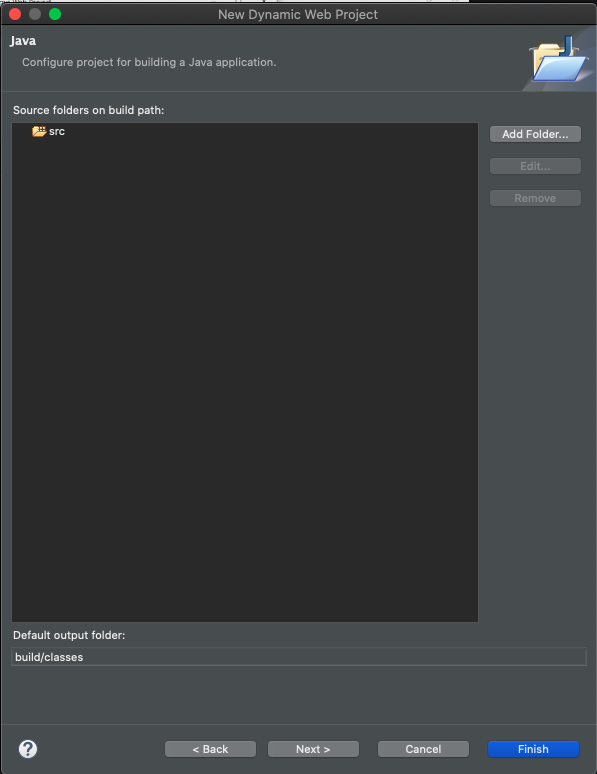 New Dynamic Web Project
Java
Configure project for building a Java application.
Source folders on build path:
src
Add Folder...
Edit...
Remove
Default output folder:
build/classes
?
< Back
Next >
Cancel
Finish